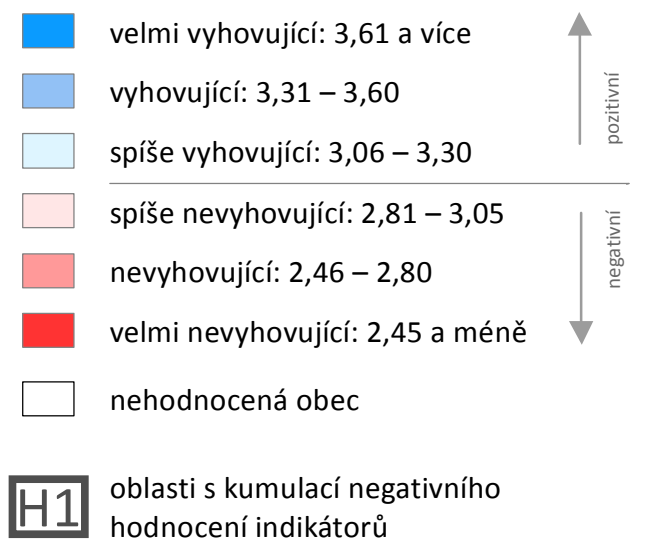 velmi vyhovující: 3,61 a více
vyhovující: 3,31 – 3,60
spíše vyhovující: 3,06 – 3,30
pozitivní
spíše nevyhovující: 2,81 – 3,05
nevyhovující: 2,46 – 2,80
velmi nevyhovující: 2,45 a méně
negativní
nehodnocená obec
H1
oblasti s kumulací negativního
hodnocení indikátorů